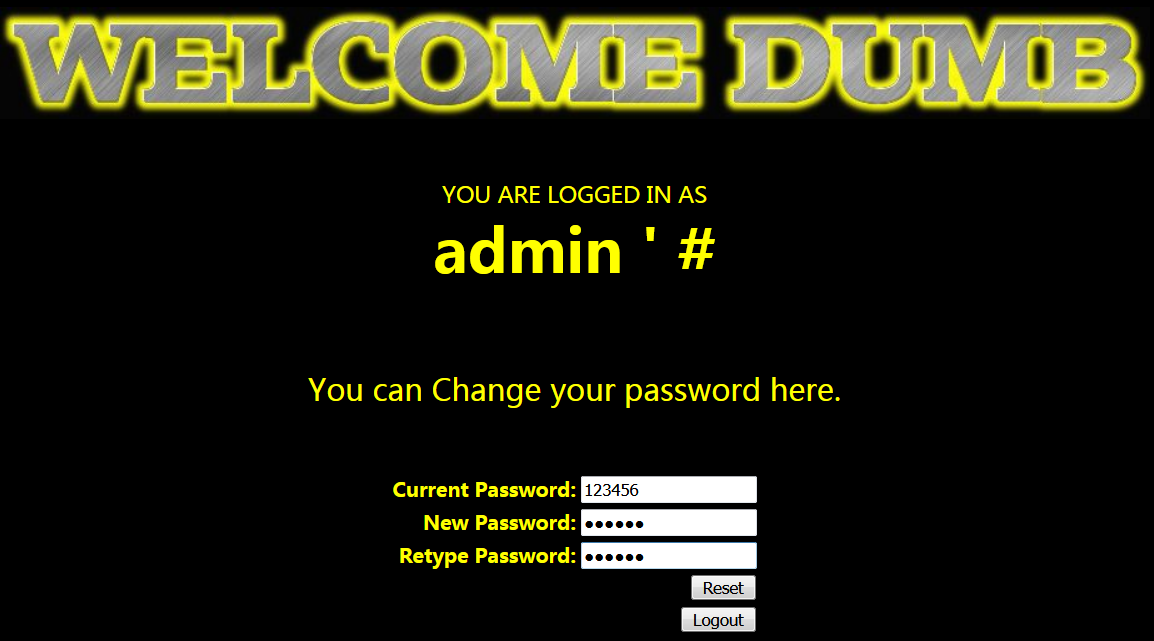 WELCOME DUMB
YOU ARE LOGGED IN AS
admin ' #
You can Change your password here.
Current Password: 123456
New Password: ••••••
Retype Password: ••••••
Reset
Logout